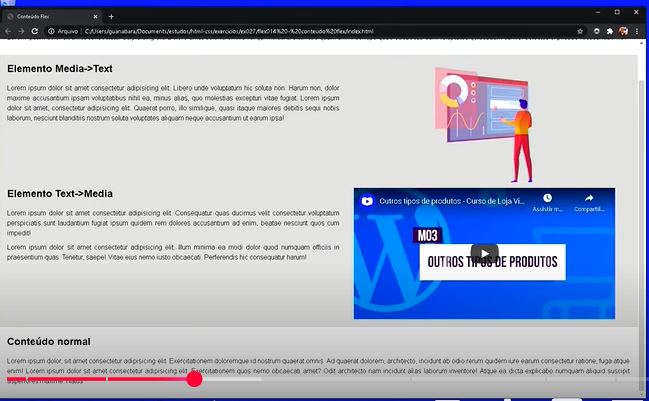 Conteúdo Flex
Arquivo | C:/Users/guanabara/Documents/estudos/html-css/exercicios/ex027/flex014%20-%20conteudo%20flex/index.html
Elemento Media->Text
Lorem ipsum dolor sit amet consectetur adipisicing elit. Libero unde voluptatum hic soluta non. Harum non, dolor
maxime accusantium ipsam voluptatibus nihil ea, minus alias, quo molestias excepturi vitae fugiat. Lorem ipsum
dolor sit amet, consectetur adipisicing elit. Quaerat porro, illo similique, quasi itaque maiores debitis sequi nobis
laborum, nesciunt blanditiis nostrum soluta voluptates aliquam neque accusantium ut earum ipsa!
Elemento Text->Media
Lorem ipsum dolor sit amet consectetur adipisicing elit. Consequatur quas ducimus velit consectetur voluptatum
perspiciatis sunt laudantium fugiat ipsum quidem rem dolores accusantium ad enim, beatae nesciunt quos cum
impedit!
Lorem ipsum dolor sit amet consectetur adipisicing elit. Illum minima ea modi dolor quod numquam officiis in
praesentium quas. Tenetur, saepe! Vitae eius nemo iusto obcaecati. Perferendis hic consequatur harum!
Outros tipos de produtos - Curso de Loja Vi...
Assistir m...
Compartil...
M03
OUTROS TIPOS DE PRODUTOS
Conteúdo normal
Lorem ipsum dolor, sit amet consectetur adipisicing elit. Exercitationem doloremque id nostrum quaerat omnis. Ad quaerat dolorem, architecto, incidunt ab odio rerum quidem iure earum consectetur ratione, fuga atque
enim! Lorem ipsum dolor sit amet consectetur adipisicing elit. Exercitationem quos nemo obcaecati amet? Odit architecto nam incidunt alias laborum inventore! Atque ea dicta explicabo numquam aliquid suscipit
asperiores maxime. Natus.